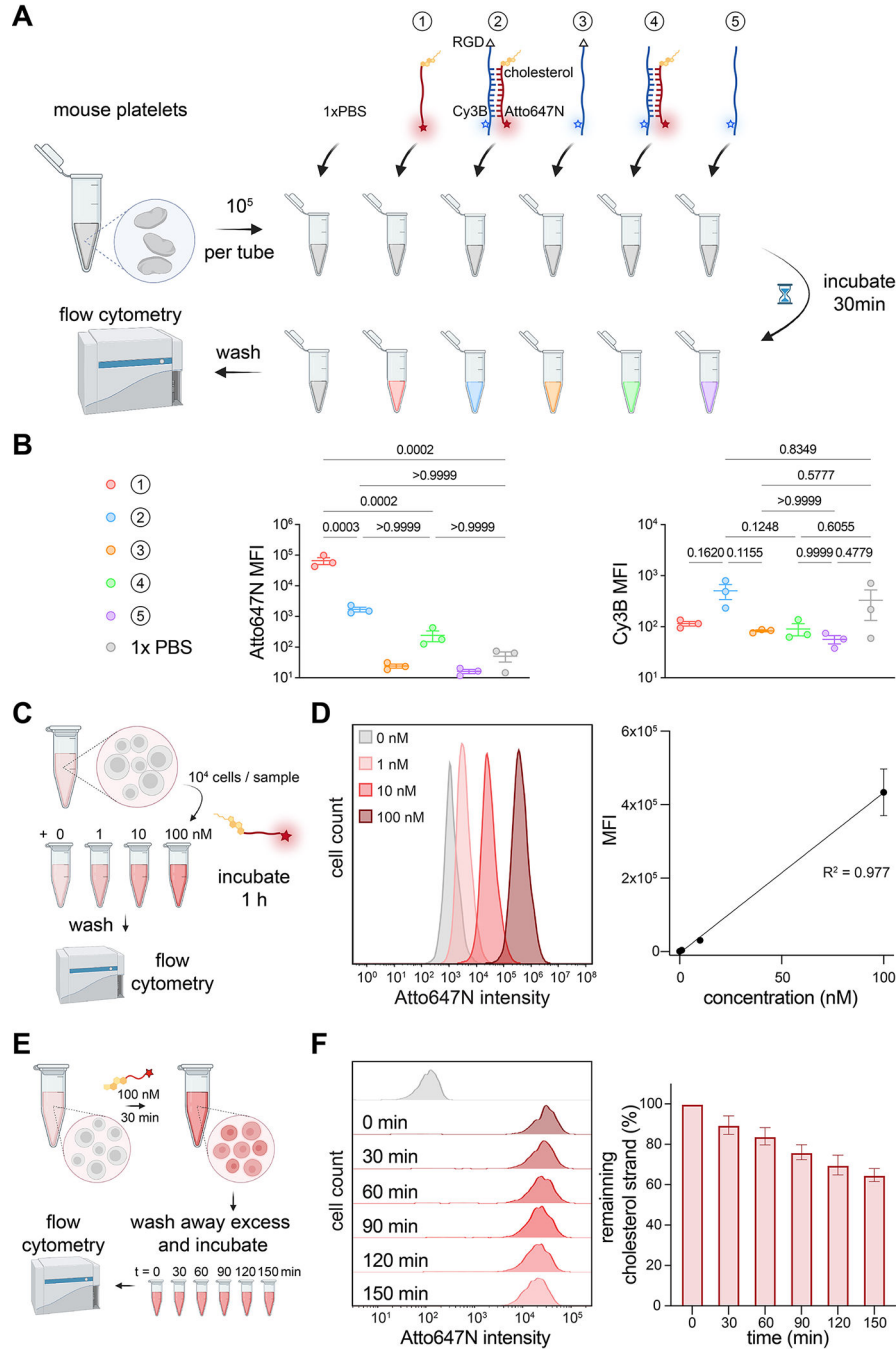 A
① ② ③ ④ ⑤
RGD
cholesterol
mouse platelets
1xPBS
Cy3B Atto647N
10⁵
per tube
incubate
30min
flow cytometry
wash
B
①
②
③
④
⑤
1x PBS
0.0002
>0.9999
0.0002
0.0003 >0.9999 >0.9999
Atto647N MFI
10⁶
10⁵
10⁴
10³
10²
10¹
0.8349
0.5777
>0.9999
0.1248 0.6055
0.1620 0.1155 0.9999 0.4779
Cy3B MFI
10⁴
10³
10²
10¹
C
10⁴ cells / sample
+ 0 1 10 100 nM
incubate
1 h
wash
flow
cytometry
D
0 nM
1 nM
10 nM
100 nM
cell count
10⁰ 10¹ 10² 10³ 10⁴ 10⁵ 10⁶ 10⁷ 10⁸
Atto647N intensity
MFI
6x10⁵
4x10⁵
2x10⁵
0
R² = 0.977
0 50 100
concentration (nM)
E
100 nM
30 min
wash away excess
and incubate
flow
cytometry
t = 0 30 60 90 120 150 min
F
cell count
0 min
30 min
60 min
90 min
120 min
150 min
10¹ 10² 10³ 10⁴ 10⁵
Atto647N intensity
remainning
cholesterol strand (%)
100
80
60
40
20
0
0 30 60 90 120 150
time (min)